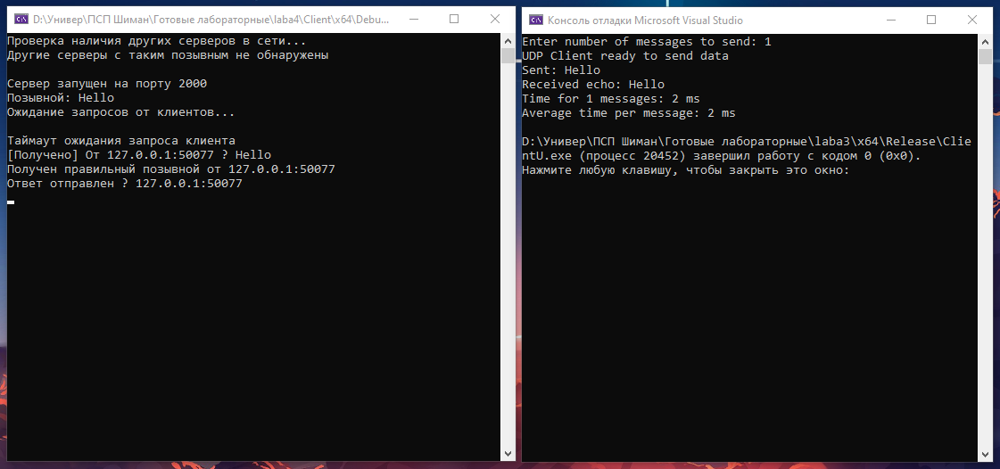 D:\Универ\ПСП Шиман\Готовые лабораторные\laba4\Client\x64\Debu...
Проверка наличия других серверов в сети...
Другие серверы с таким позывным не обнаружены
Сервер запущен на порту 2000
Позывной: Hello
Ожидание запросов от клиентов...
Таймаут ожидания запроса клиента
[Получено] От 127.0.0.1:50077 ? Hello
Получен правильный позывной от 127.0.0.1:50077
Ответ отправлен ? 127.0.0.1:50077
Консоль отладки Microsoft Visual Studio
Enter number of messages to send: 1
UDP Client ready to send data
Sent: Hello
Received echo: Hello
Time for 1 messages: 2 ms
Average time per message: 2 ms
D:\Универ\ПСП Шиман\Готовые лабораторные\laba3\x64\Release\Clie
ntU.exe (процесс 20452) завершил работу с кодом 0 (0x0).
Нажмите любую клавишу, чтобы закрыть это окно: